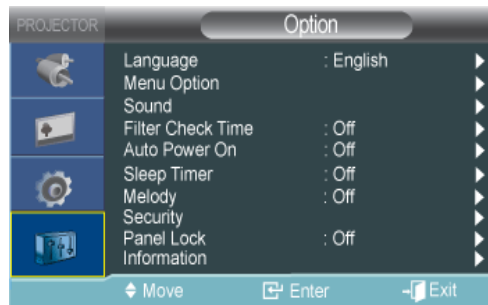 PROJECTOR
Option
Language : English
Menu Option
Sound
Filter Check Time : Off
Auto Power On : Off
Sleep Timer : Off
Melody : Off
Security
Panel Lock : Off
Information
Move Enter Exit